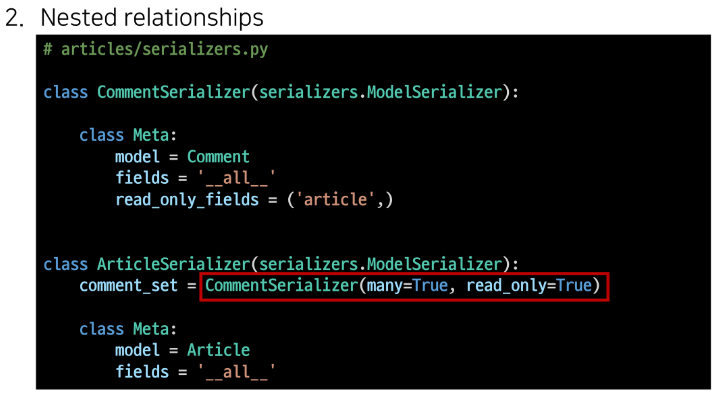 2. Nested relationships
# articles/serializers.py
class CommentSerializer(serializers.ModelSerializer):
class Meta:
model = Comment
fields = '__all__'
read_only_fields = ('article',)
class ArticleSerializer(serializers.ModelSerializer):
comment_set = CommentSerializer(many=True, read_only=True)
class Meta:
model = Article
fields = '__all__'